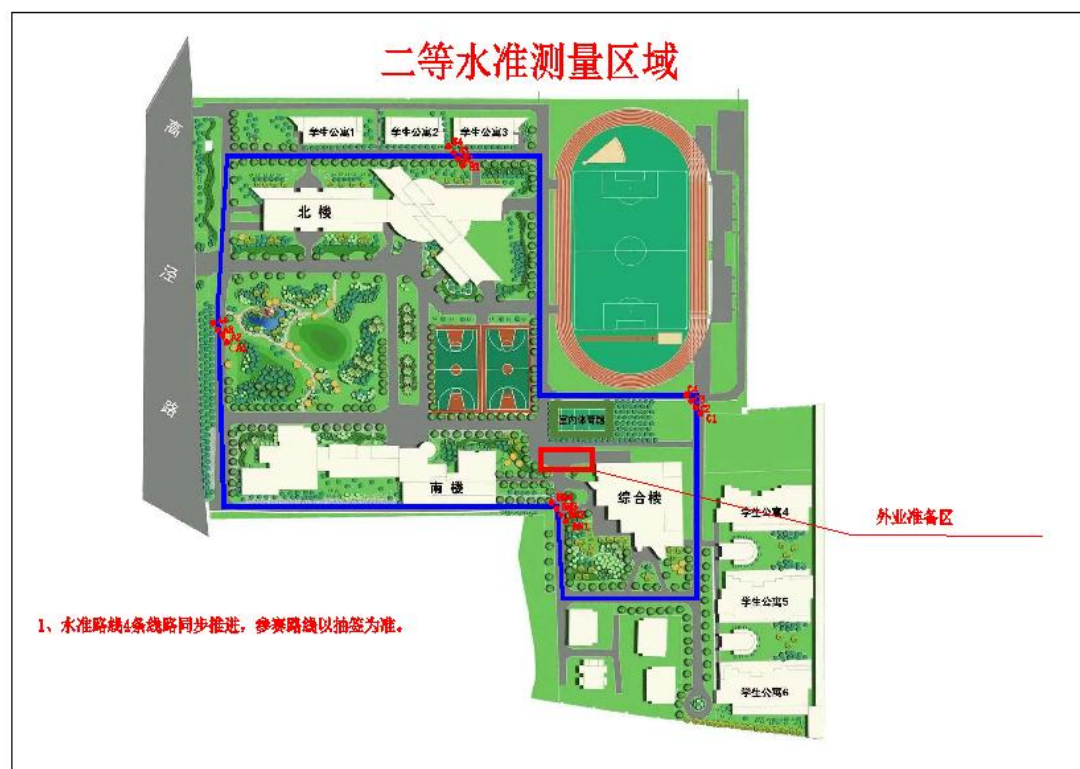 二等水准测量区域
高
泾
路
学生公寓1
学生公寓2
学生公寓3
北 楼
室内体育馆
南 楼
综合楼
学生公寓4
外业准备区
学生公寓5
学生公寓6
1、水准路线4条线路同步推进，参赛路线以抽签为准。